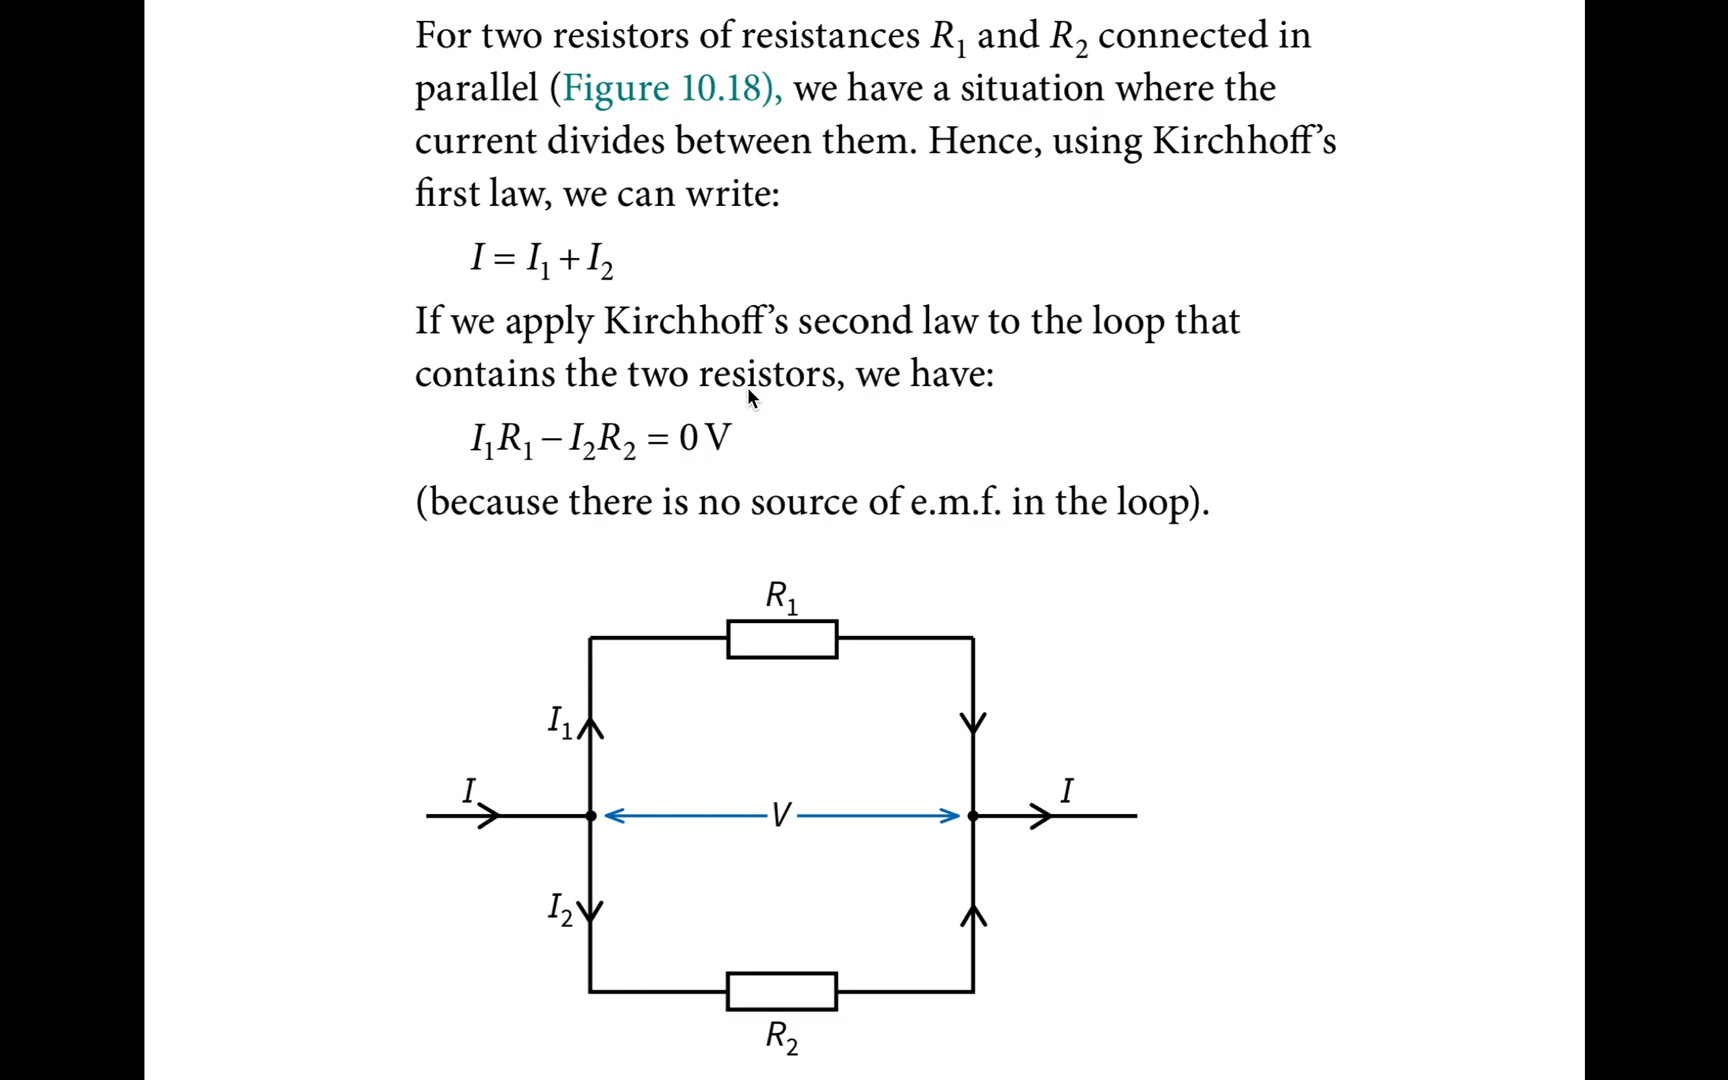 For two resistors of resistances R₁ and R₂ connected in
parallel (Figure 10.18), we have a situation where the
current divides between them. Hence, using Kirchhoff’s
first law, we can write:
I = I₁ + I₂
If we apply Kirchhoff’s second law to the loop that
contains the two resistors, we have:
I₁R₁ − I₂R₂ = 0 V
(because there is no source of e.m.f. in the loop).
R₁
I₁
I
V
I
I₂
R₂